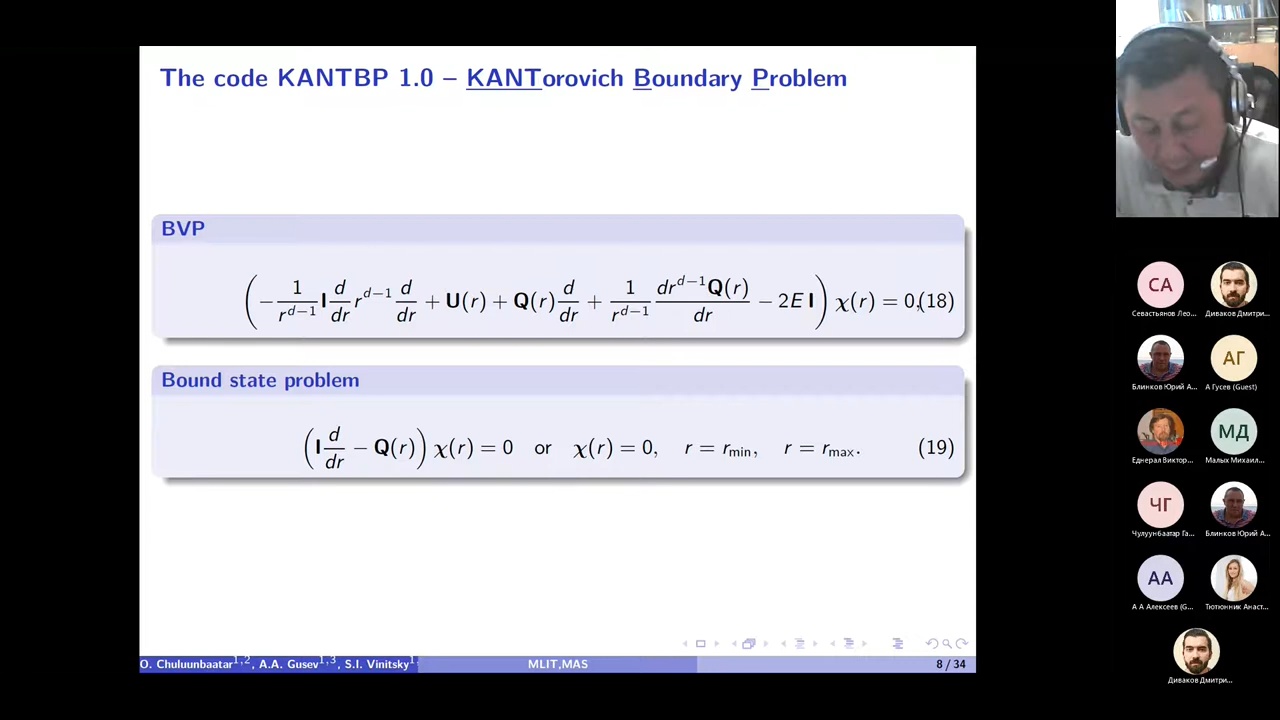 The code KANTBP 1.0 – KANTorovich Boundary Problem
BVP
(−1/r^{d−1} I d/dr r^{d−1} d/dr + U(r) + Q(r) d/dr + 1/r^{d−1} dr^{d−1}Q(r)/dr − 2E I) χ(r) = 0,(18)
Bound state problem
(I d/dr − Q(r)) χ(r) = 0 or χ(r) = 0, r = r_min, r = r_max. (19)
O. Chuluunbaatar^{1,2}, A.A. Gusev^{1,3}, S.I. Vinitsky^{1,
MLIT,MAS
8 / 34
СА
Севастьянов Лео...
Диваков Дмитри...
Блинков Юрий А...
АГ
А Гусев (Guest)
Еднерал Виктор...
МД
Малых Михаил...
ЧГ
Чулуунбаатар Га...
Блинков Юрий А...
АА
А А Алексеев (G...
Тютюнник Анаст...
Диваков Дмитри...